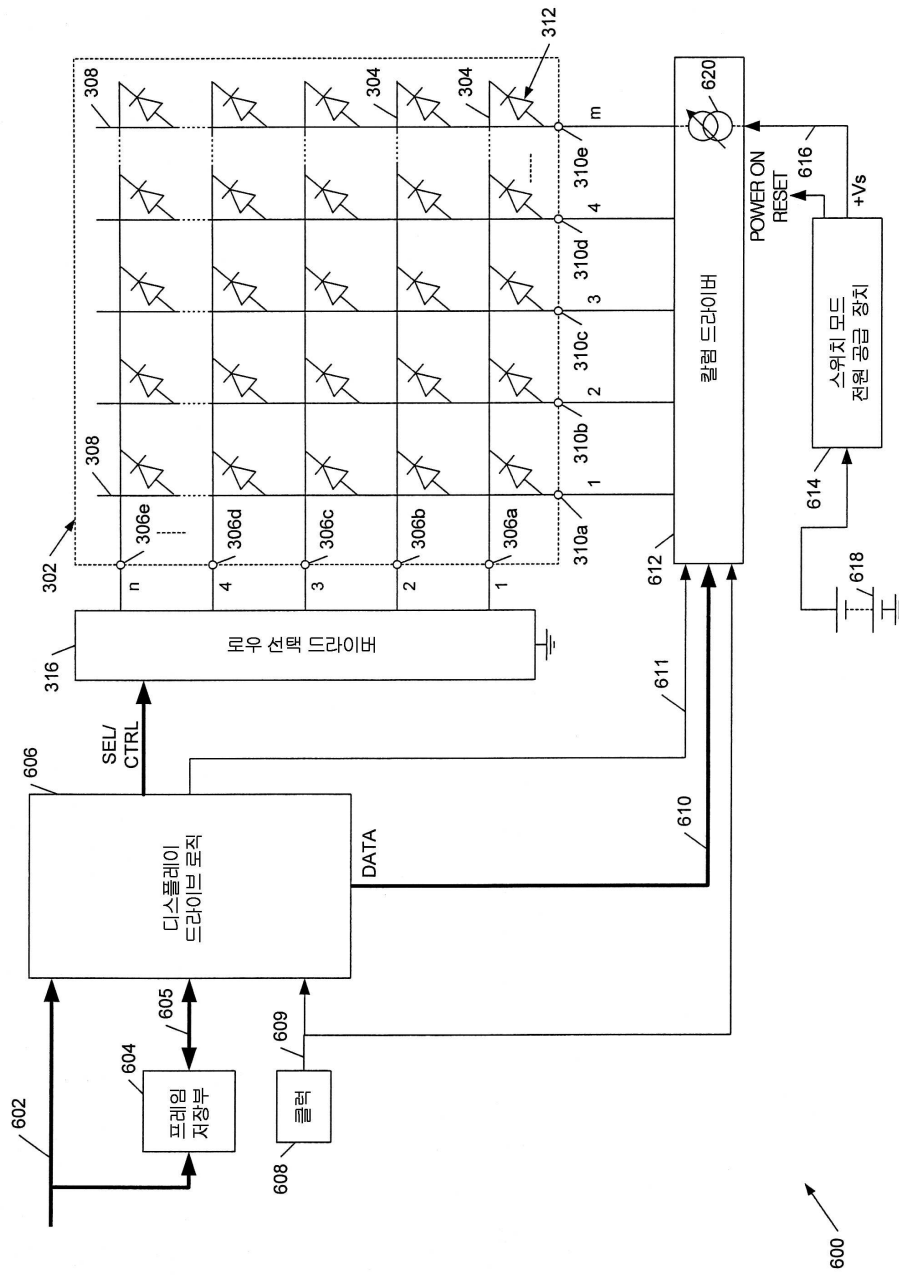 602
604
605
프레임
저장부
608
클럭
609
606
디스플레이
드라이브 로직
SEL/
CTRL
DATA
610
611
316
로우 선택 드라이버
302
308
308
304
304
312
306e
306d
306c
306b
306a
n
4
3
2
1
310a
310b
310c
310d
310e
1
2
3
4
m
612
칼럼 드라이버
620
616
POWER ON
RESET
+Vs
614
스위치 모드
전원 공급 장치
618
600